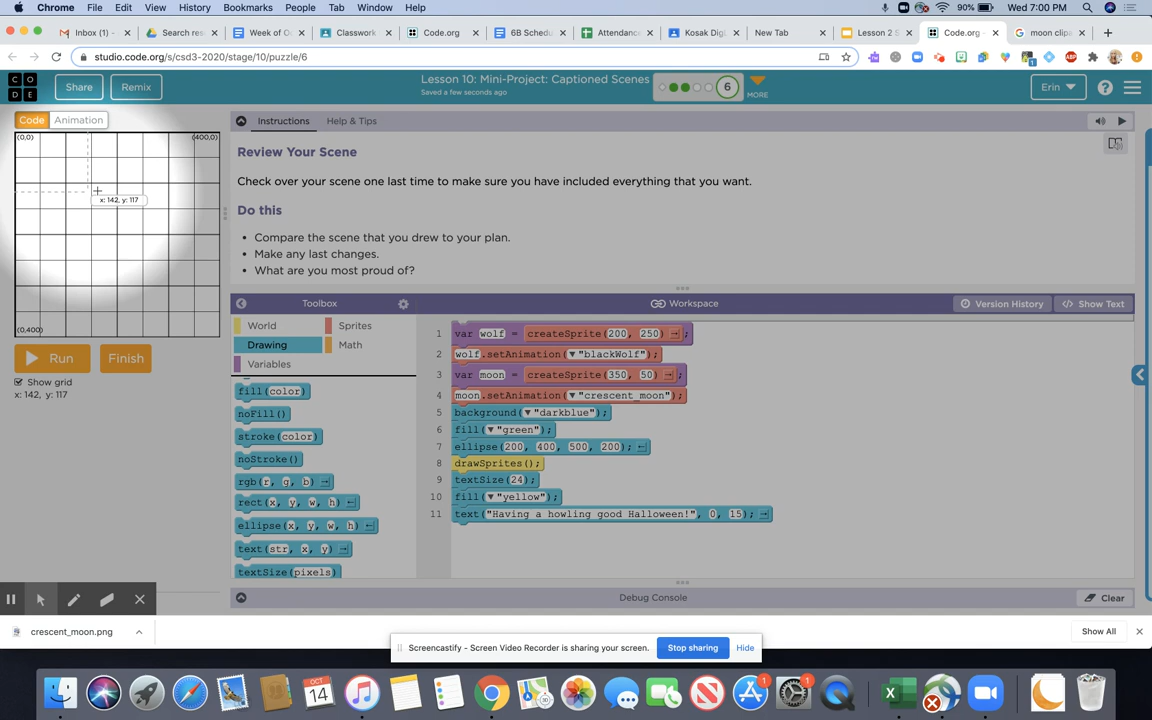 Chrome File Edit View History Bookmarks People Tab Window Help 90% Wed 7:00 PM
Inbox (1) - Search res Week of O Classwork Code.org 6B Schedu Attendanc Kosak Digi New Tab Lesson 2 S Code.org - moon clipa
studio.code.org/s/csd3-2020/stage/10/puzzle/6
CO
DE
Share Remix Lesson 10: Mini-Project: Captioned Scenes
Saved a few seconds ago 6 MORE Erin ?
Code Animation Instructions Help & Tips
(0,0) (400,0)
Review Your Scene
Check over your scene one last time to make sure you have included everything that you want.
x: 142, y: 117
Do this
• Compare the scene that you drew to your plan.
• Make any last changes.
• What are you most proud of?
(0,400)
Toolbox Workspace Version History </> Show Text
World Sprites
Drawing Math
Variables
Run Finish
Show grid
x: 142, y: 117
fill(color)
noFill()
stroke(color)
noStroke()
rgb(r, g, b)
rect(x, y, w, h)
ellipse(x, y, w, h)
text(str, x, y)
textSize(pixels)
1 var wolf = createSprite(200, 250);
2 wolf.setAnimation(▼"blackWolf");
3 var moon = createSprite(350, 50);
4 moon.setAnimation(▼"crescent_moon");
5 background(▼"darkblue");
6 fill(▼"green");
7 ellipse(200, 400, 500, 200);
8 drawSprites();
9 textSize(24);
10 fill(▼"yellow");
11 text("Having a howling good Halloween!", 0, 15);
Debug Console Clear
crescent_moon.png Show All
Screencastify - Screen Video Recorder is sharing your screen. Stop sharing Hide
OCT
14
1
1